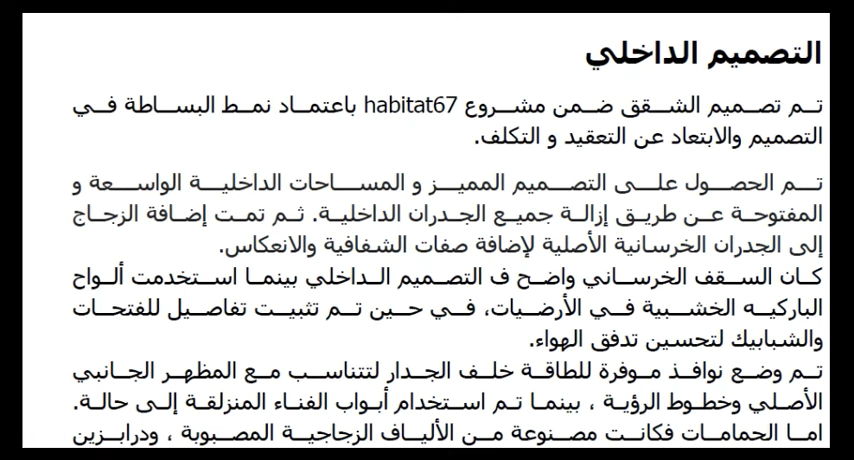 التصميم الداخلي
تم تصميم الشقق ضمن مشروع habitat67 باعتماد نمط البساطة في
التصميم والابتعاد عن التعقيد و التكلف.
تم الحصول على التصميم المميز و المساحات الداخلية الواسعة و
المفتوحة عن طريق إزالة جميع الجدران الداخلية. ثم تمت إضافة الزجاج
إلى الجدران الخرسانية الأصلية لإضافة صفات الشفافية والانعكاس.
كان السقف الخرساني واضح ف التصميم الداخلي بينما استخدمت ألواح
الباركيه الخشبية في الأرضيات، في حين تم تثبيت تفاصيل للفتحات
والشبابيك لتحسين تدفق الهواء.
تم وضع نوافذ موفرة للطاقة خلف الجدار لتتناسب مع المظهر الجانبي
الأصلي وخطوط الرؤية ، بينما تم استخدام أبواب الفناء المنزلقة إلى حالة.
اما الحمامات فكانت مصنوعة من الألياف الزجاجية المصبوبة ، ودرابزين